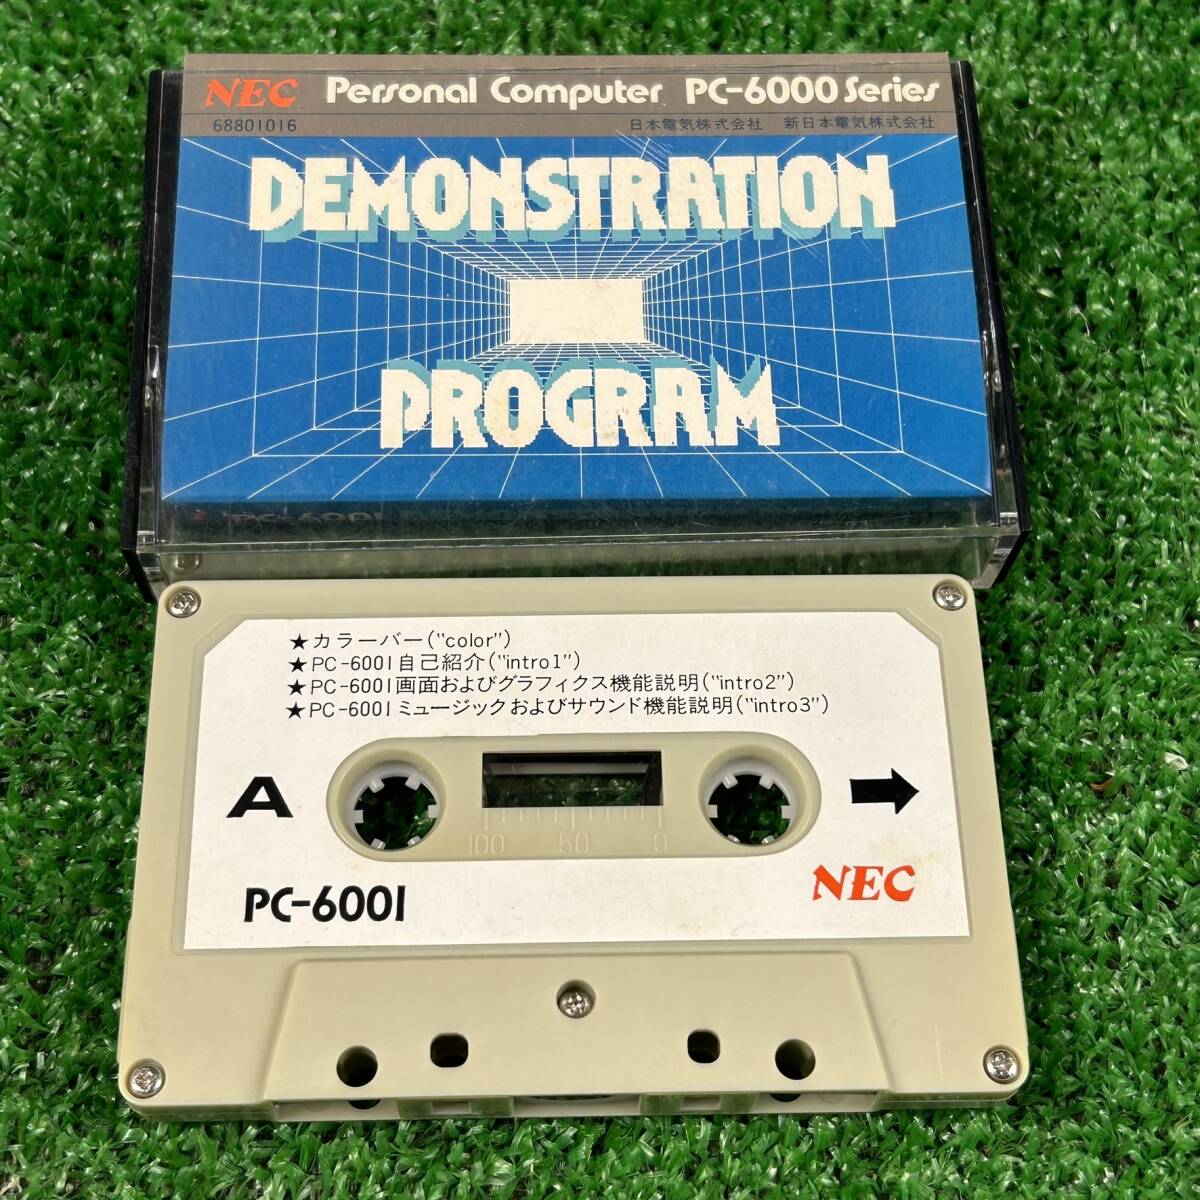 NEC Personal Computer PC-6000 Series
68801016 日本電気株式会社 新日本電気株式会社
DEMONSTRATION
PROGRAM
PC-6001
★カラーバー("color")
★PC-6001自己紹介("intro1")
★PC-6001画面およびグラフィクス機能説明("intro2")
★PC-6001ミュージックおよびサウンド機能説明("intro3")
A
100 50 0
NEC
PC-6001